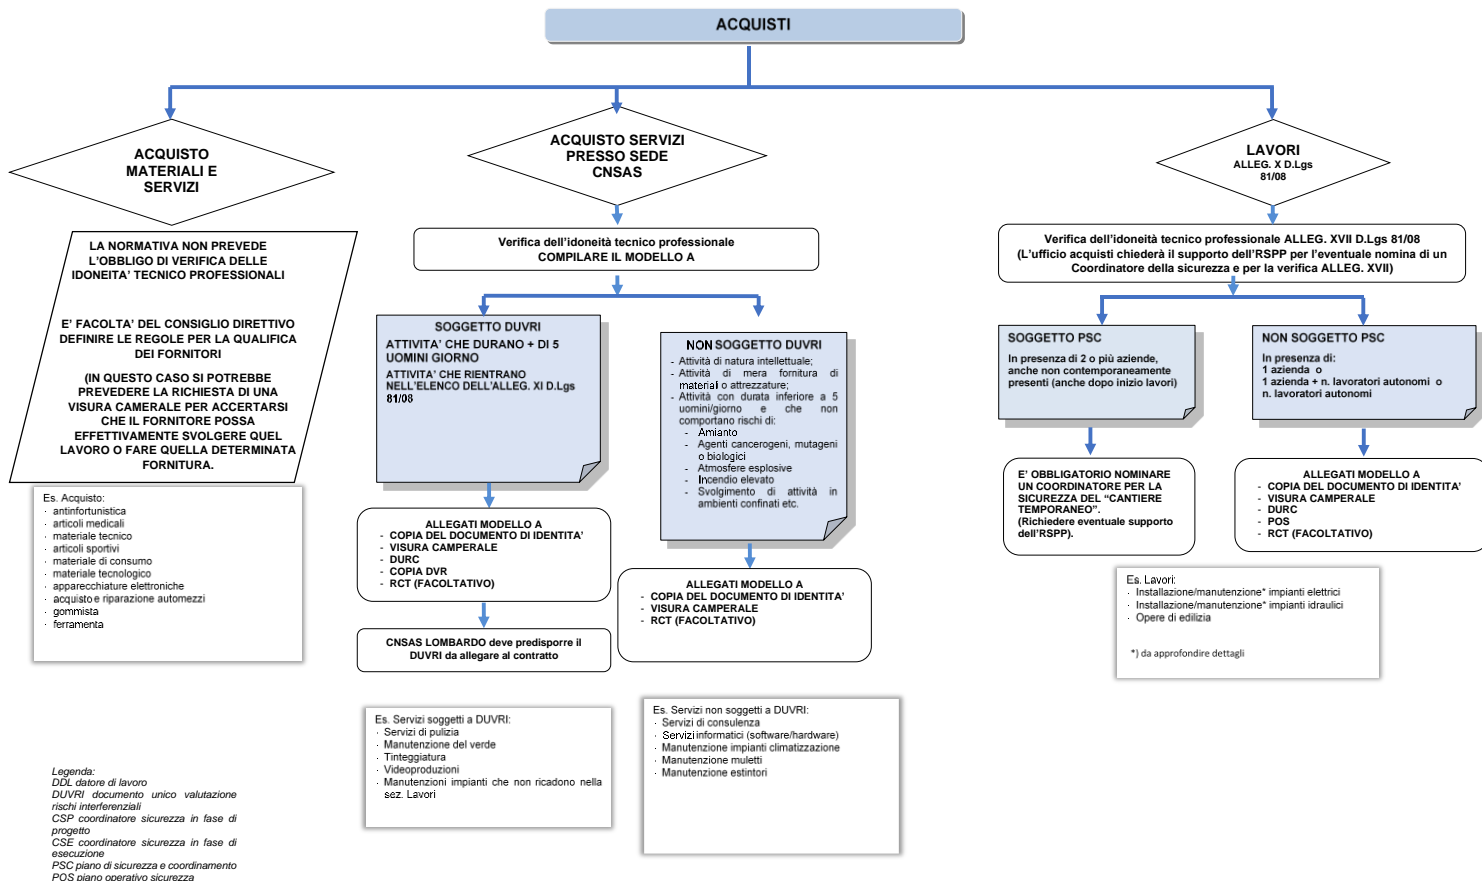 ACQUISTI
ACQUISTO
MATERIALI E
SERVIZI
LA NORMATIVA NON PREVEDE
L'OBBLIGO DI VERIFICA DELLE
IDONEITA' TECNICO PROFESSIONALI
E' FACOLTA' DEL CONSIGLIO DIRETTIVO
DEFINIRE LE REGOLE PER LA QUALIFICA
DEI FORNITORI
(IN QUESTO CASO SI POTREBBE
PREVEDERE LA RICHIESTA DI UNA
VISURA CAMERALE PER ACCERTARSI
CHE IL FORNITORE POSSA
EFFETTIVAMENTE SVOLGERE QUEL
LAVORO O FARE QUELLA DETERMINATA
FORNITURA.
Es. Acquisto:
· antinfortunistica
· articoli medicali
· materiale tecnico
· articoli sportivi
· materiale di consumo
· materiale tecnologico
· apparecchiature elettroniche
· acquisto e riparazione automezzi
· gommista
· ferramenta
ACQUISTO SERVIZI
PRESSO SEDE
CNSAS
Verifica dell'idoneità tecnico professionale
COMPILARE IL MODELLO A
SOGGETTO DUVRI
ATTIVITA' CHE DURANO + DI 5
UOMINI GIORNO
ATTIVITA' CHE RIENTRANO
NELL'ELENCO DELL'ALLEG. XI D.Lgs
81/08
ALLEGATI MODELLO A
- COPIA DEL DOCUMENTO DI IDENTITA'
- VISURA CAMPERALE
- DURC
- COPIA DVR
- RCT (FACOLTATIVO)
CNSAS LOMBARDO deve predisporre il
DUVRI da allegare al contratto
Es. Servizi soggetti a DUVRI:
· Servizi di pulizia
· Manutenzione del verde
· Tinteggiatura
· Videoproduzioni
· Manutenzioni impianti che non ricadono nella
sez. Lavori
NON SOGGETTO DUVRI
- Attività di natura intellettuale;
- Attività di mera fornitura di
materiali o attrezzature;
- Attività con durata inferiore a 5
uomini/giorno e che non
comportano rischi di:
- Amianto
- Agenti cancerogeni, mutageni
o biologici
- Atmosfere esplosive
- Incendio elevato
- Svolgimento di attività in
ambienti confinati etc.
ALLEGATI MODELLO A
- COPIA DEL DOCUMENTO DI IDENTITA'
- VISURA CAMPERALE
- RCT (FACOLTATIVO)
Es. Servizi non soggetti a DUVRI:
· Servizi di consulenza
· Servizi informatici (software/hardware)
· Manutenzione impianti climatizzazione
· Manutenzione muletti
· Manutenzione estintori
LAVORI
ALLEG. X D.Lgs
81/08
Verifica dell'idoneità tecnico professionale ALLEG. XVII D.Lgs 81/08
(L'ufficio acquisti chiederà il supporto dell'RSPP per l'eventuale nomina di un
Coordinatore della sicurezza e per la verifica ALLEG. XVII)
SOGGETTO PSC
In presenza di 2 o più aziende,
anche non contemporaneamente
presenti (anche dopo inizio lavori)
E' OBBLIGATORIO NOMINARE
UN COORDINATORE PER LA
SICUREZZA DEL "CANTIERE
TEMPORANEO".
(Richiedere eventuale supporto
dell'RSPP).
NON SOGGETTO PSC
In presenza di:
1 azienda o
1 azienda + n. lavoratori autonomi o
n. lavoratori autonomi
ALLEGATI MODELLO A
- COPIA DEL DOCUMENTO DI IDENTITA'
- VISURA CAMPERALE
- DURC
- POS
- RCT (FACOLTATIVO)
Es. Lavori:
· Installazione/manutenzione* impianti elettrici
· Installazione/manutenzione* impianti idraulici
· Opere di edilizia
*) da approfondire dettagli
Legenda:
DDL datore di lavoro
DUVRI documento unico valutazione
rischi interferenziali
CSP coordinatore sicurezza in fase di
progetto
CSE coordinatore sicurezza in fase di
esecuzione
PSC piano di sicurezza e coordinamento
POS piano operativo sicurezza